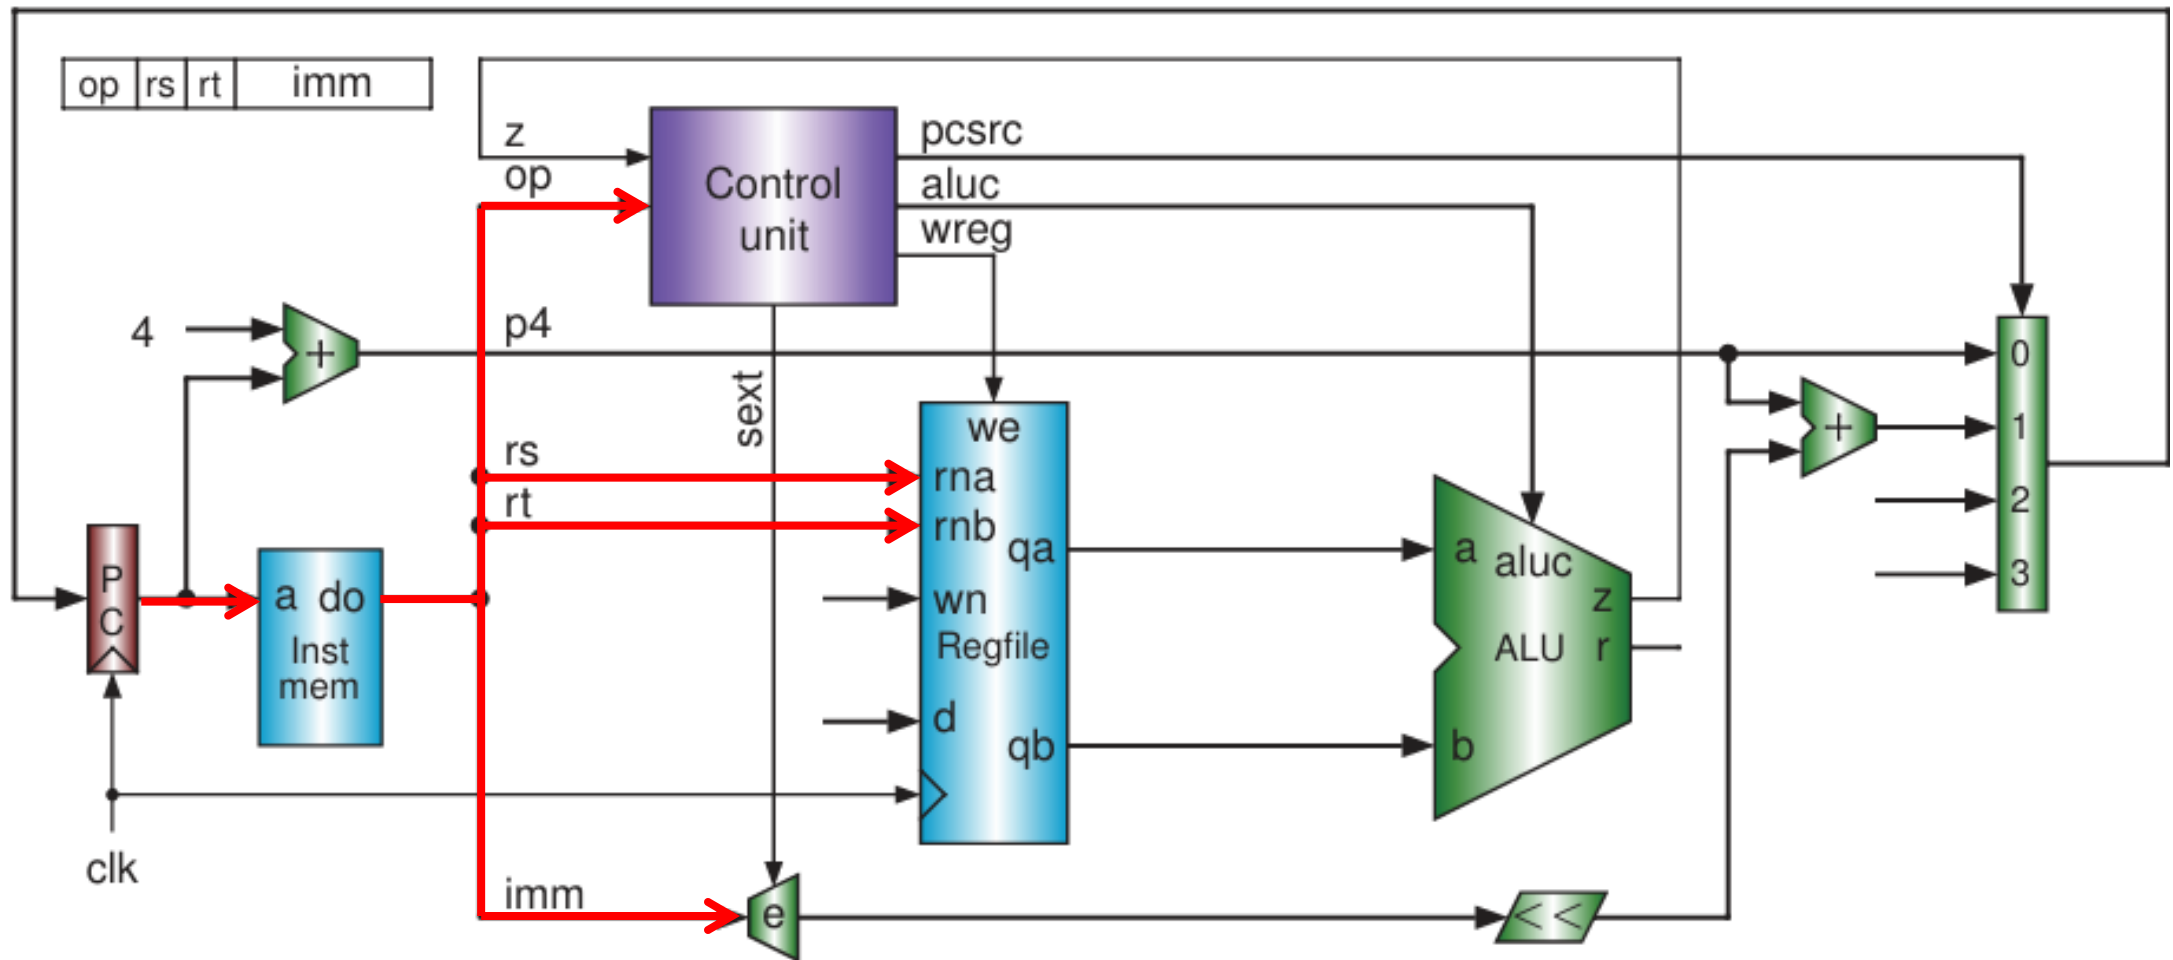 op rs rt imm
z
op
Control
unit
pcsrc
aluc
wreg
4
+
p4
sext
rs
rt
we
rna
rnb
qa
wn
Regfile
d
qb
P
C
a do
Inst
mem
clk
imm
e
a aluc
z
ALU r
b
<<
+
0
1
2
3